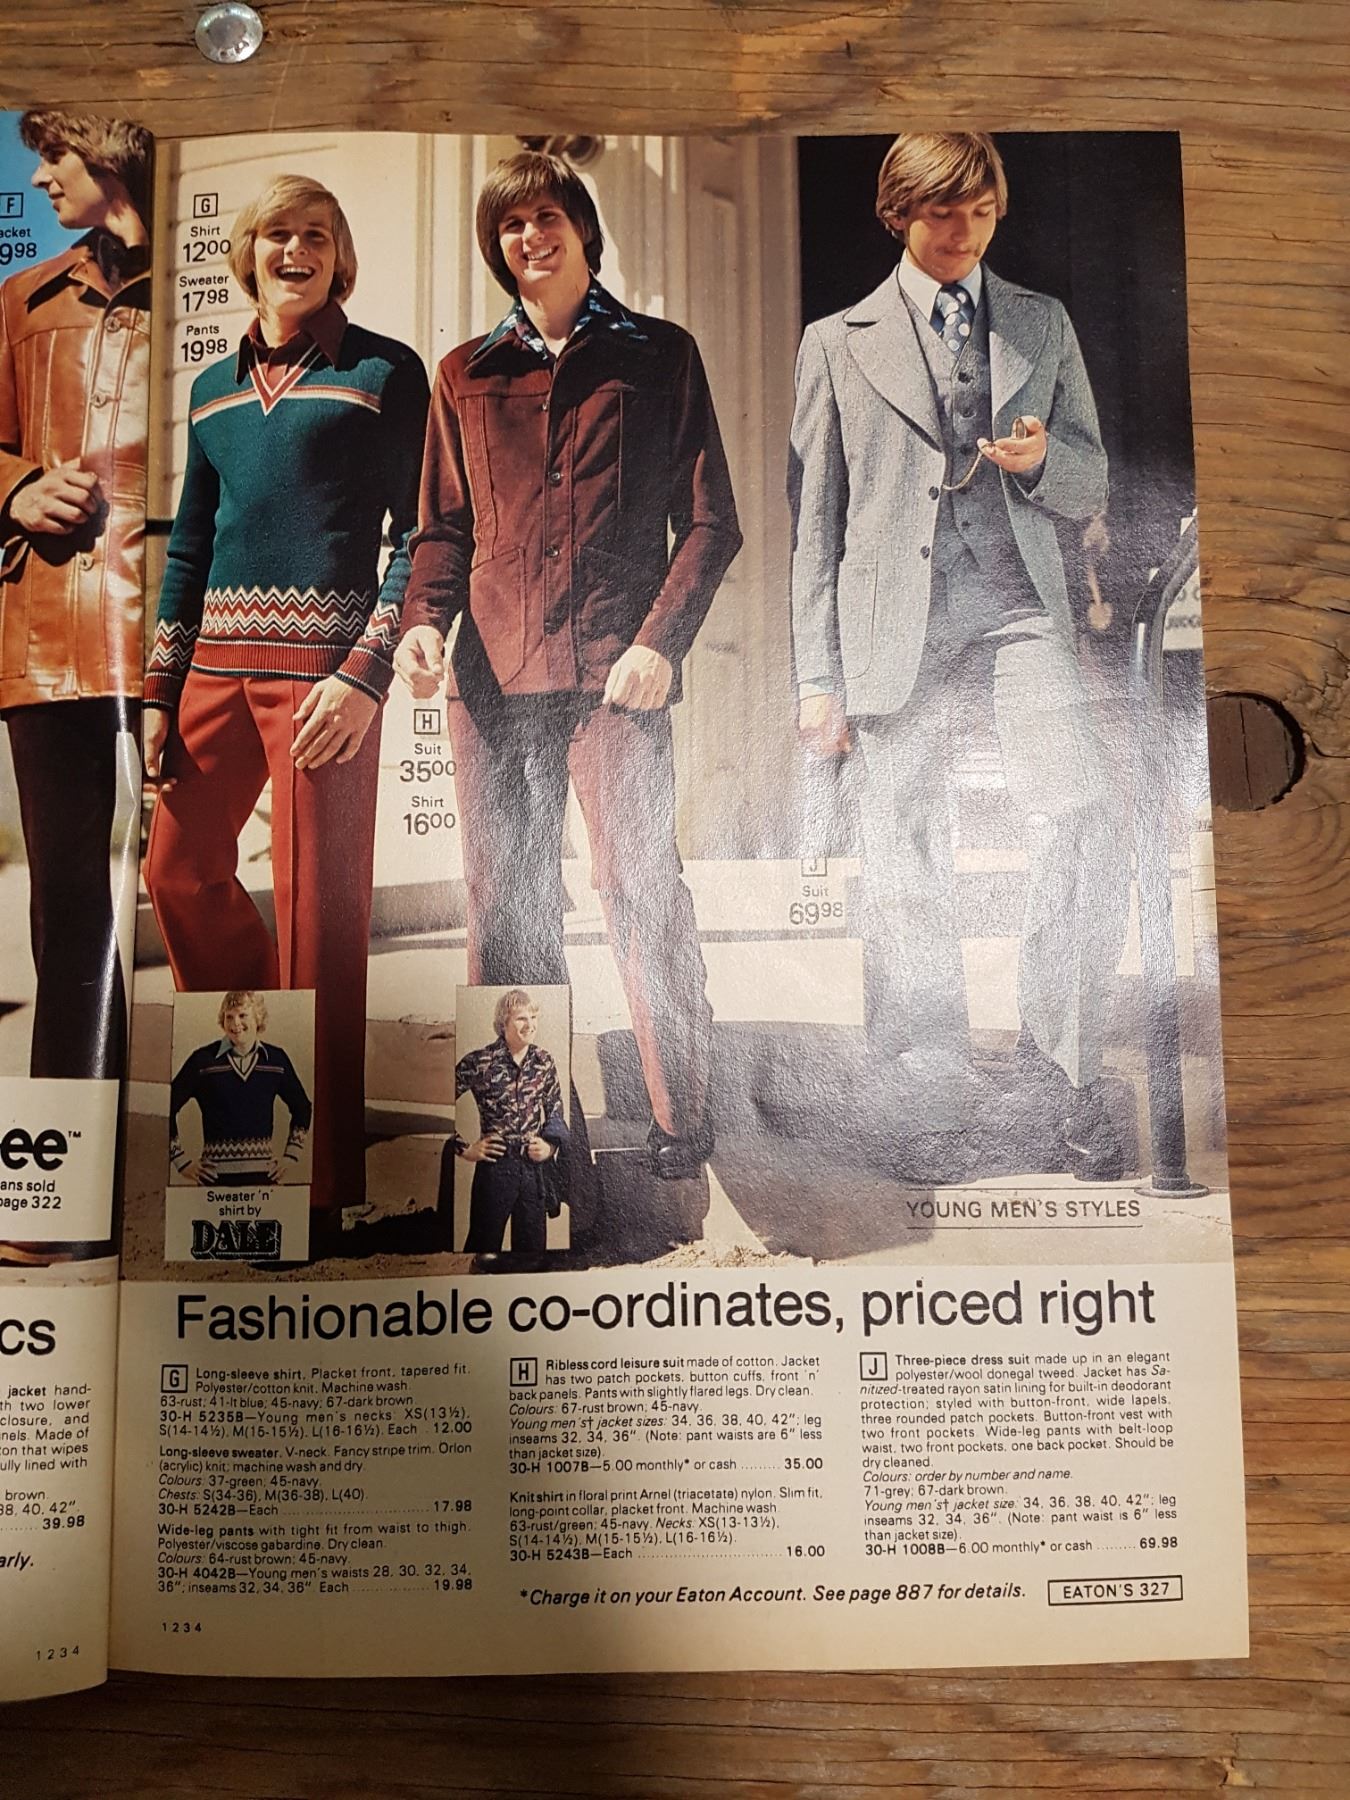 F
acket
998
ee™
ans sold
page 322
cs
jacket hand-
th two lower
closure, and
nels. Made of
ton that wipes
ully lined with
brown.
38, 40, 42",
39.98
arly.
1 2 3 4
G
Shirt
1200
Sweater
1798
Pants
1998
H
Suit
3500
Shirt
1600
J
Suit
6998
Sweater 'n'
shirt by
DALE
YOUNG MEN'S STYLES
Fashionable co-ordinates, priced right
G Long-sleeve shirt. Placket front, tapered fit.
Polyester/cotton knit. Machine wash.
63-rust; 41-lt blue; 45-navy; 67-dark brown.
30-H 5235B—Young men's necks: XS(13½),
S(14-14½), M(15-15½), L(16-16½). Each . 12.00
Long-sleeve sweater. V-neck. Fancy stripe trim. Orlon
(acrylic) knit; machine wash and dry.
Colours: 37-green; 45-navy.
Chests: S(34-36), M(36-38), L(40).
30-H 5242B—Each ........................ 17.98
Wide-leg pants with tight fit from waist to thigh.
Polyester/viscose gabardine. Dry clean.
Colours: 64-rust brown; 45-navy.
30-H 4042B—Young men's waists 28, 30, 32, 34,
36"; inseams 32, 34, 36". Each ............ 19.98
1 2 3 4
H Ribless cord leisure suit made of cotton. Jacket
has two patch pockets, button cuffs, front 'n'
back panels. Pants with slightly flared legs. Dry clean.
Colours: 67-rust brown; 45-navy.
Young men's† jacket sizes: 34, 36, 38, 40, 42"; leg
inseams 32, 34, 36". (Note: pant waists are 6" less
than jacket size).
30-H 1007B—5.00 monthly* or cash ......... 35.00
Knit shirt in floral print Arnel (triacetate) nylon. Slim fit,
long-point collar, placket front. Machine wash.
63-rust/green; 45-navy. Necks: XS(13-13½),
S(14-14½), M(15-15½), L(16-16½).
30-H 5243B—Each ............................ 16.00
J Three-piece dress suit made up in an elegant
polyester/wool donegal tweed. Jacket has Sa-
nitized-treated rayon satin lining for built-in deodorant
protection; styled with button-front, wide lapels,
three rounded patch pockets. Button-front vest with
two front pockets. Wide-leg pants with belt-loop
waist, two front pockets, one back pocket. Should be
dry cleaned.
Colours: order by number and name.
71-grey; 67-dark brown.
Young men's† jacket size: 34, 36, 38, 40, 42"; leg
inseams 32, 34, 36". (Note: pant waist is 6" less
than jacket size).
30-H 1008B—6.00 monthly* or cash ......... 69.98
*Charge it on your Eaton Account. See page 887 for details.
EATON'S 327